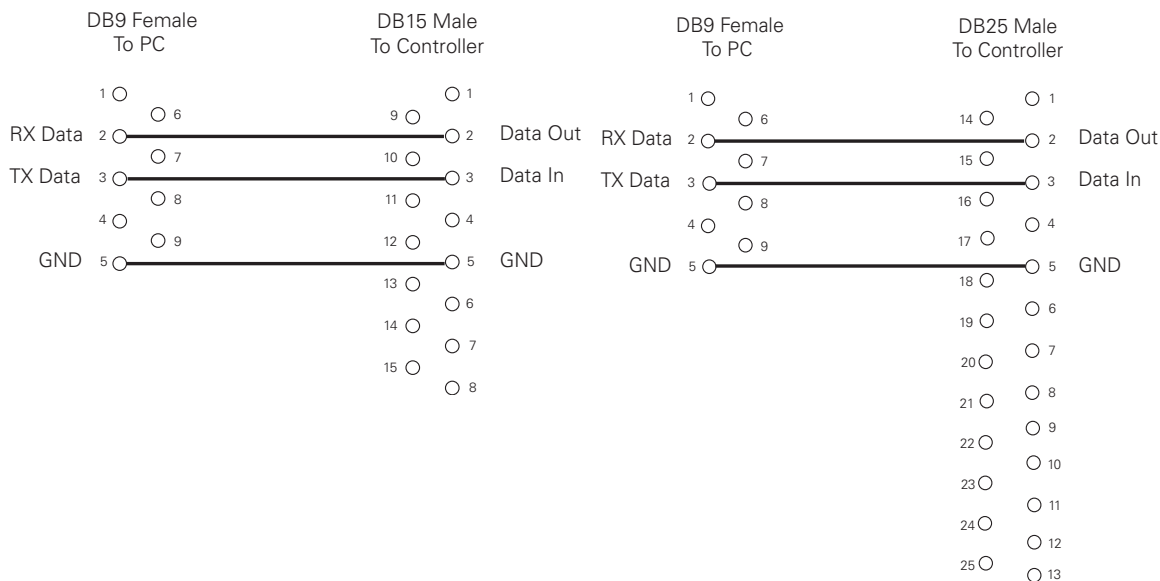 DB9 Female
To PC
DB15 Male
To Controller
1
1
6
9
RX Data 2
2 Data Out
7
10
TX Data 3
3 Data In
8
11
4
4
9
12
GND 5
5 GND
13
6
14
7
15
8
DB9 Female
To PC
DB25 Male
To Controller
1
1
6
14
RX Data 2
2 Data Out
7
15
TX Data 3
3 Data In
8
16
4
4
9
17
GND 5
5 GND
18
6
19
7
20
8
21
9
22
10
23
11
24
12
25
13